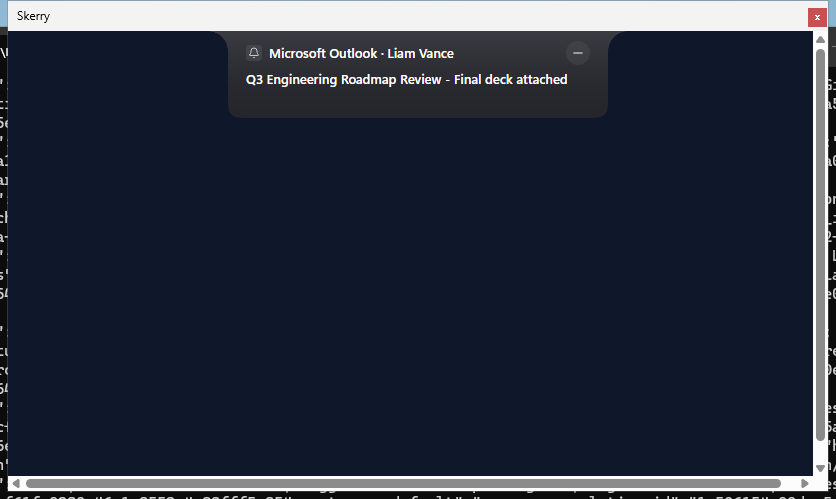 Skerry
Microsoft Outlook · Liam Vance
Q3 Engineering Roadmap Review - Final deck attached